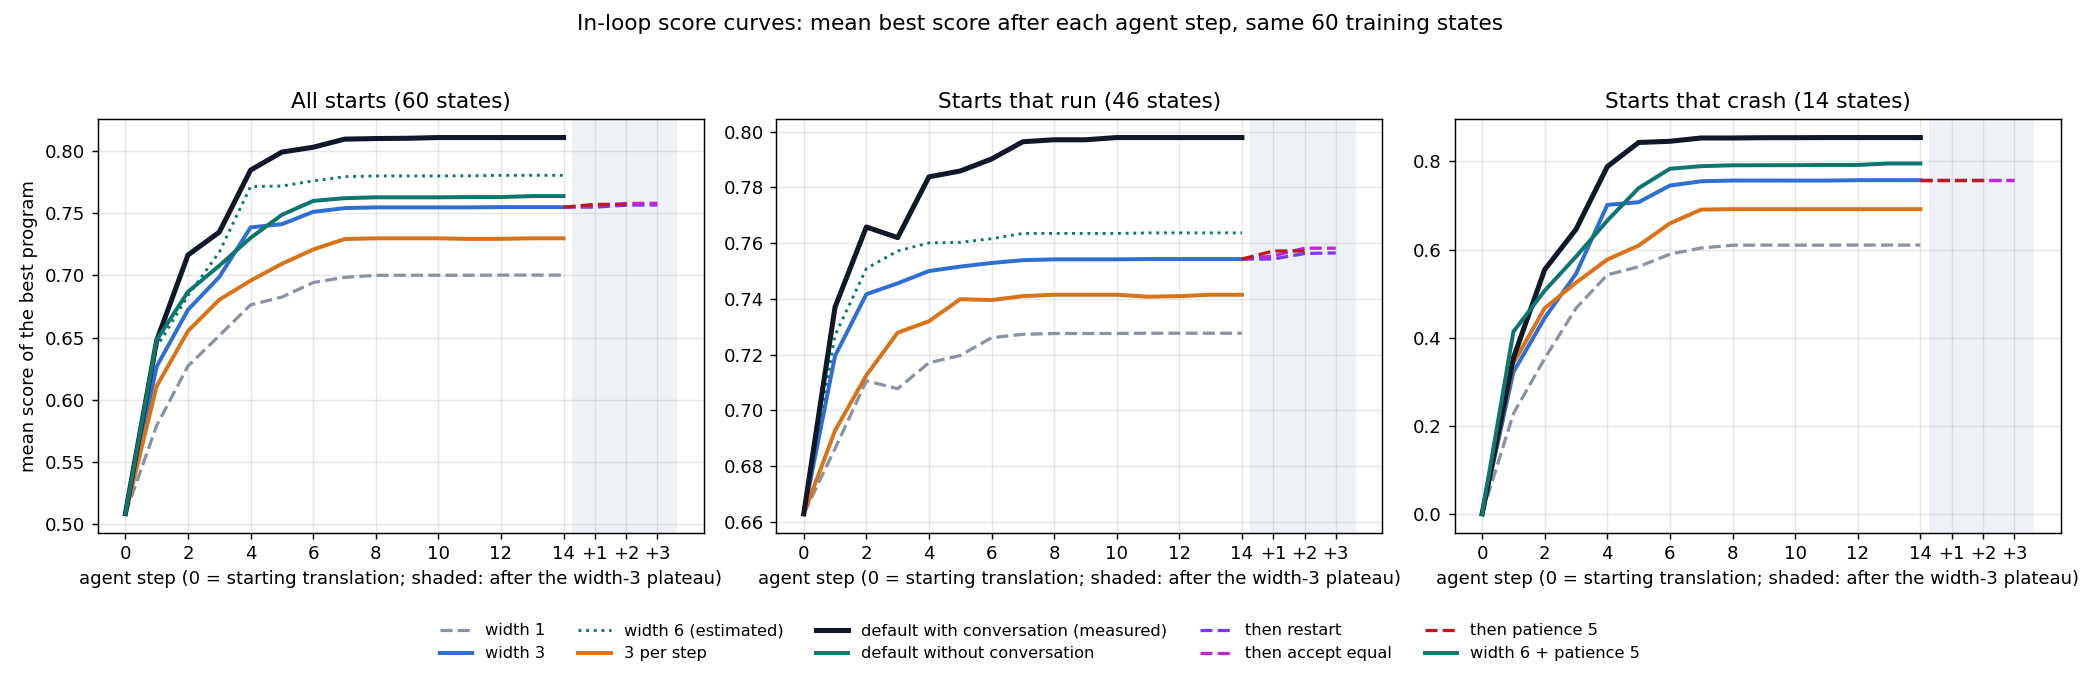 In-loop score curves: mean best score after each agent step, same 60 training states
All starts (60 states)
mean score of the best program
0.80
0.75
0.70
0.65
0.60
0.55
0.50
0 2 4 6 8 10 12 14 +1 +2 +3
agent step (0 = starting translation; shaded: after the width-3 plateau)
Starts that run (46 states)
0.80
0.78
0.76
0.74
0.72
0.70
0.68
0.66
0 2 4 6 8 10 12 14 +1 +2 +3
agent step (0 = starting translation; shaded: after the width-3 plateau)
Starts that crash (14 states)
0.8
0.6
0.4
0.2
0.0
0 2 4 6 8 10 12 14 +1 +2 +3
agent step (0 = starting translation; shaded: after the width-3 plateau)
width 1
width 3
width 6 (estimated)
3 per step
default with conversation (measured)
default without conversation
then restart
then accept equal
then patience 5
width 6 + patience 5